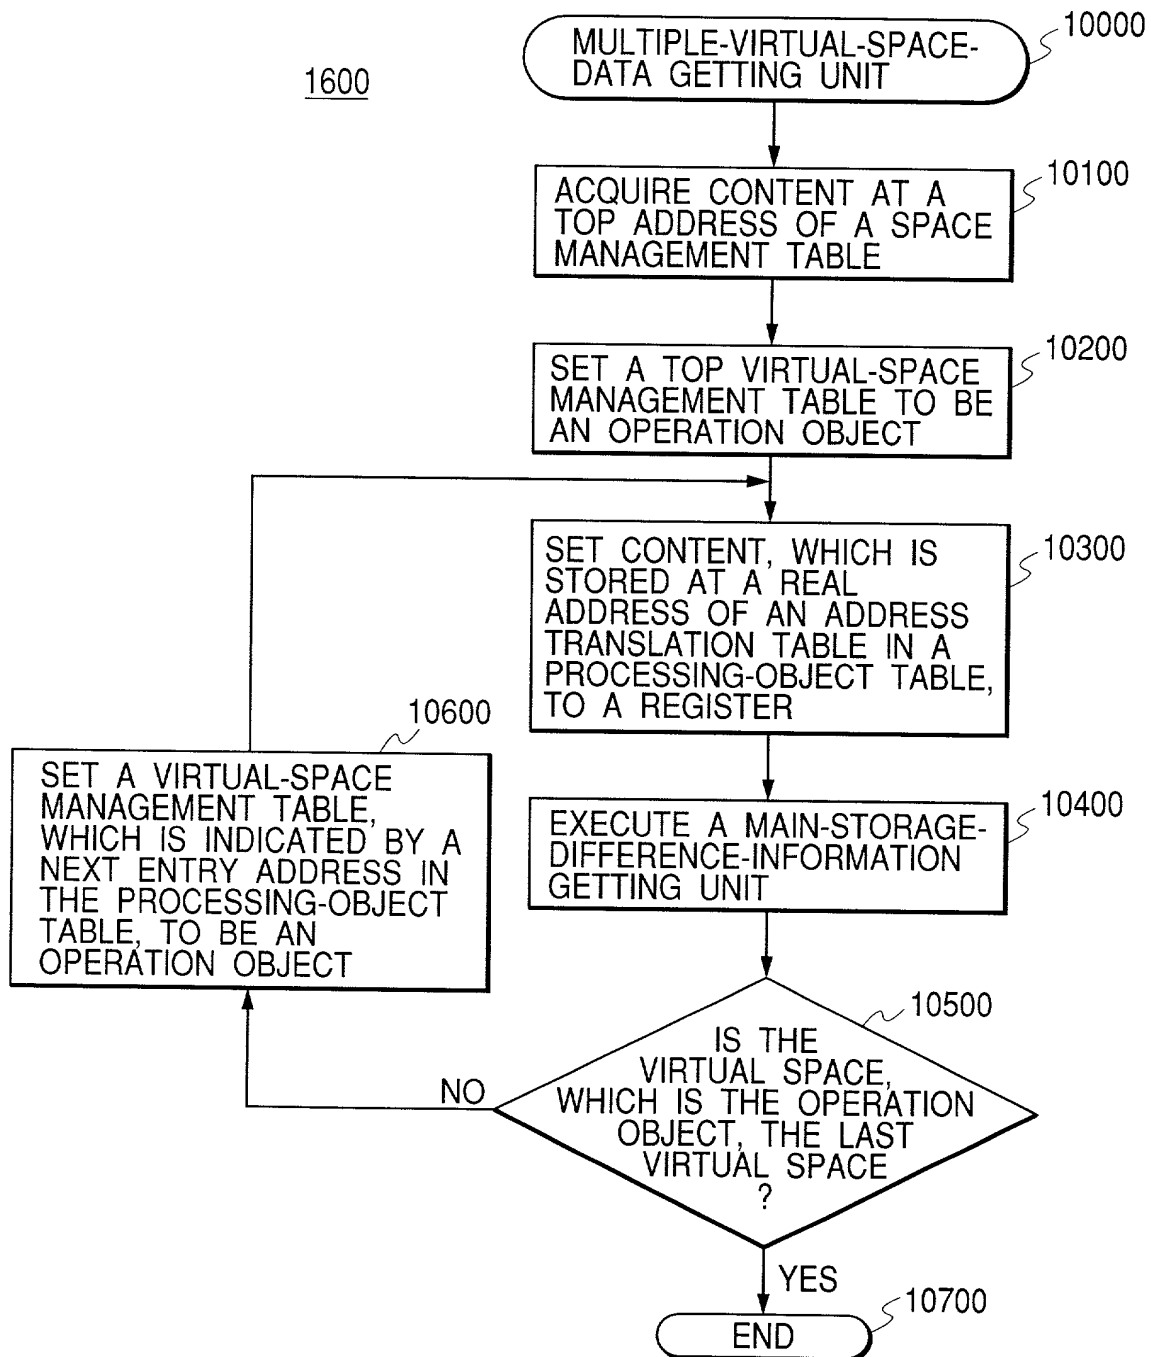 1600
MULTIPLE-VIRTUAL-SPACE-
DATA GETTING UNIT
10000
ACQUIRE CONTENT AT A
TOP ADDRESS OF A SPACE
MANAGEMENT TABLE
10100
SET A TOP VIRTUAL-SPACE
MANAGEMENT TABLE TO BE
AN OPERATION OBJECT
10200
SET CONTENT, WHICH IS
STORED AT A REAL
ADDRESS OF AN ADDRESS
TRANSLATION TABLE IN A
PROCESSING-OBJECT TABLE,
TO A REGISTER
10300
EXECUTE A MAIN-STORAGE-
DIFFERENCE-INFORMATION
GETTING UNIT
10400
IS THE
VIRTUAL SPACE,
WHICH IS THE OPERATION
OBJECT, THE LAST
VIRTUAL SPACE
?
10500
NO
10600
SET A VIRTUAL-SPACE
MANAGEMENT TABLE,
WHICH IS INDICATED BY A
NEXT ENTRY ADDRESS IN
THE PROCESSING-OBJECT
TABLE, TO BE AN
OPERATION OBJECT
YES
END
10700